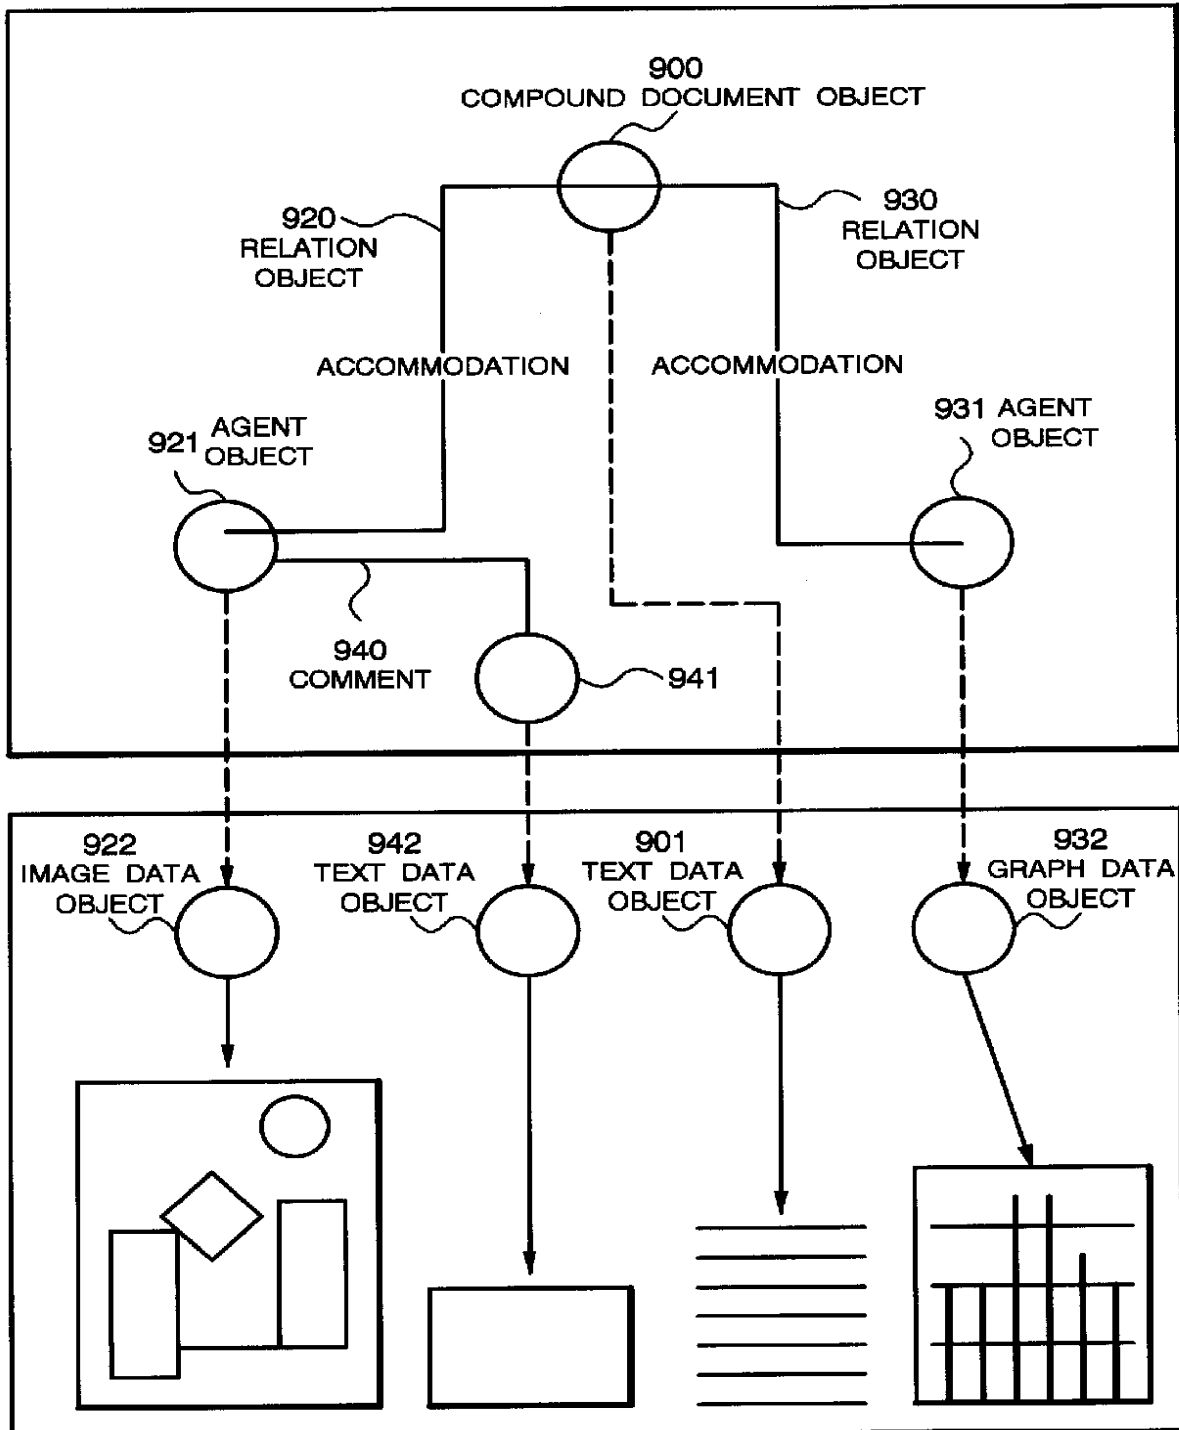 900
COMPOUND DOCUMENT OBJECT
920
RELATION
OBJECT
930
RELATION
OBJECT
ACCOMMODATION
ACCOMMODATION
921 AGENT
OBJECT
931 AGENT
OBJECT
940
COMMENT
941
922
IMAGE DATA
OBJECT
942
TEXT DATA
OBJECT
901
TEXT DATA
OBJECT
932
GRAPH DATA
OBJECT